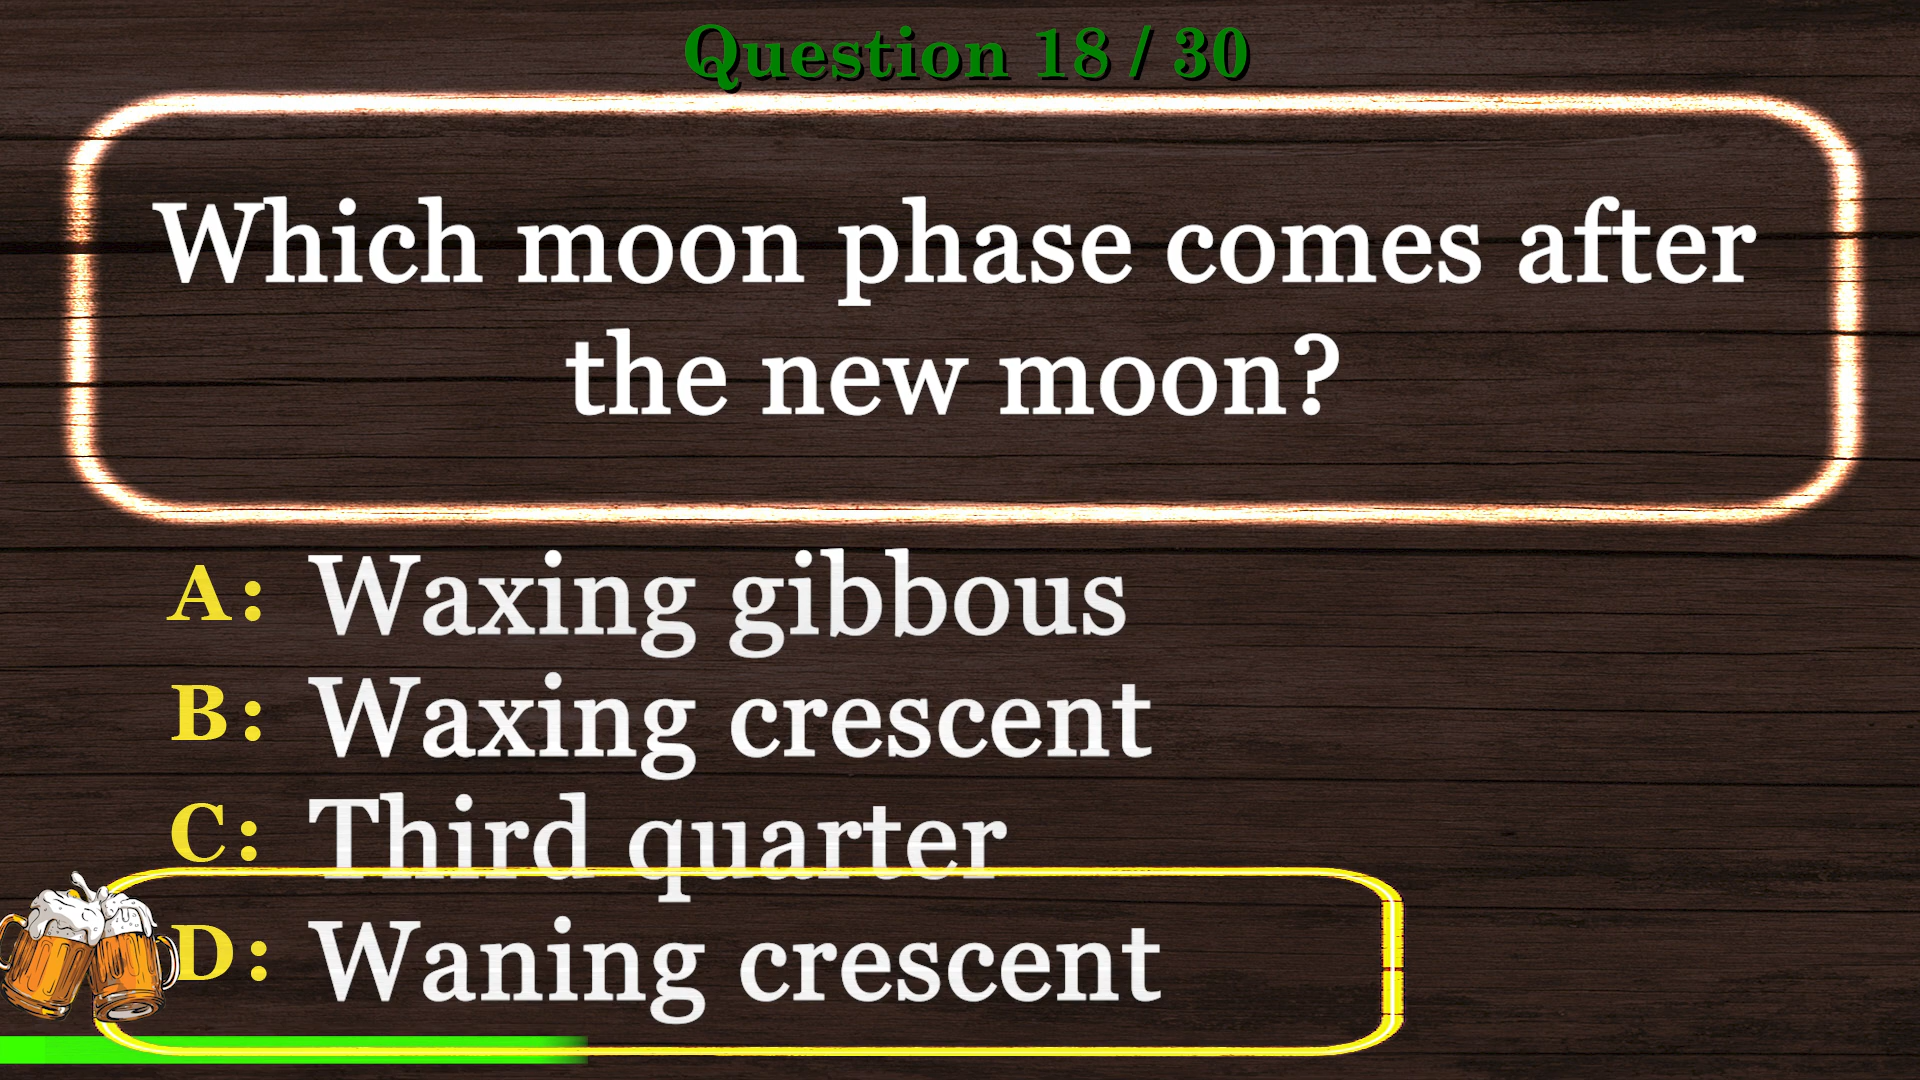 Question 18 / 30
Which moon phase comes after
the new moon?
A: Waxing gibbous
B: Waxing crescent
C: Third quarter
D: Waning crescent